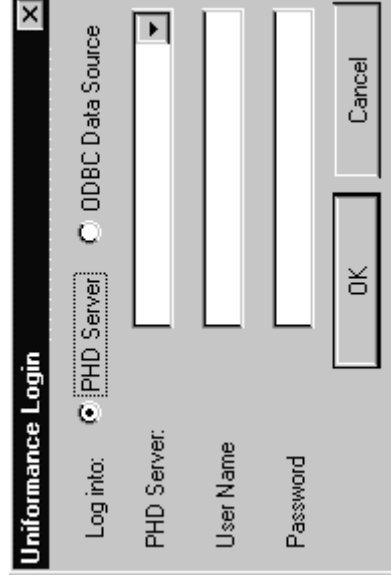 Uniformance Login
Log into: PHD Server ODBC Data Source
PHD Server:
User Name
Password
OK Cancel